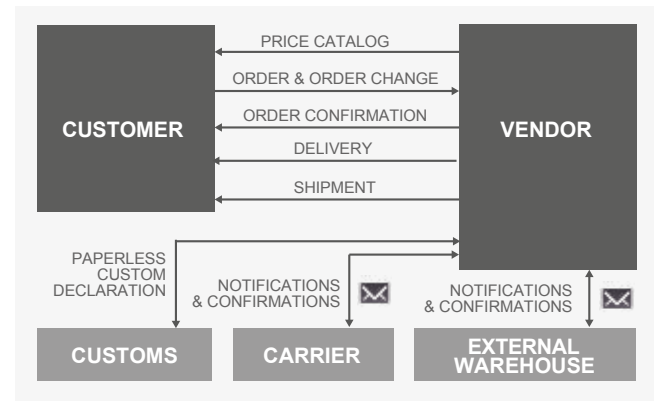 PRICE CATALOG
ORDER & ORDER CHANGE
CUSTOMER
ORDER CONFIRMATION
VENDOR
DELIVERY
SHIPMENT
PAPERLESS
CUSTOM
DECLARATION
NOTIFICATIONS
& CONFIRMATIONS
NOTIFICATIONS
& CONFIRMATIONS
CUSTOMS
CARRIER
EXTERNAL
WAREHOUSE